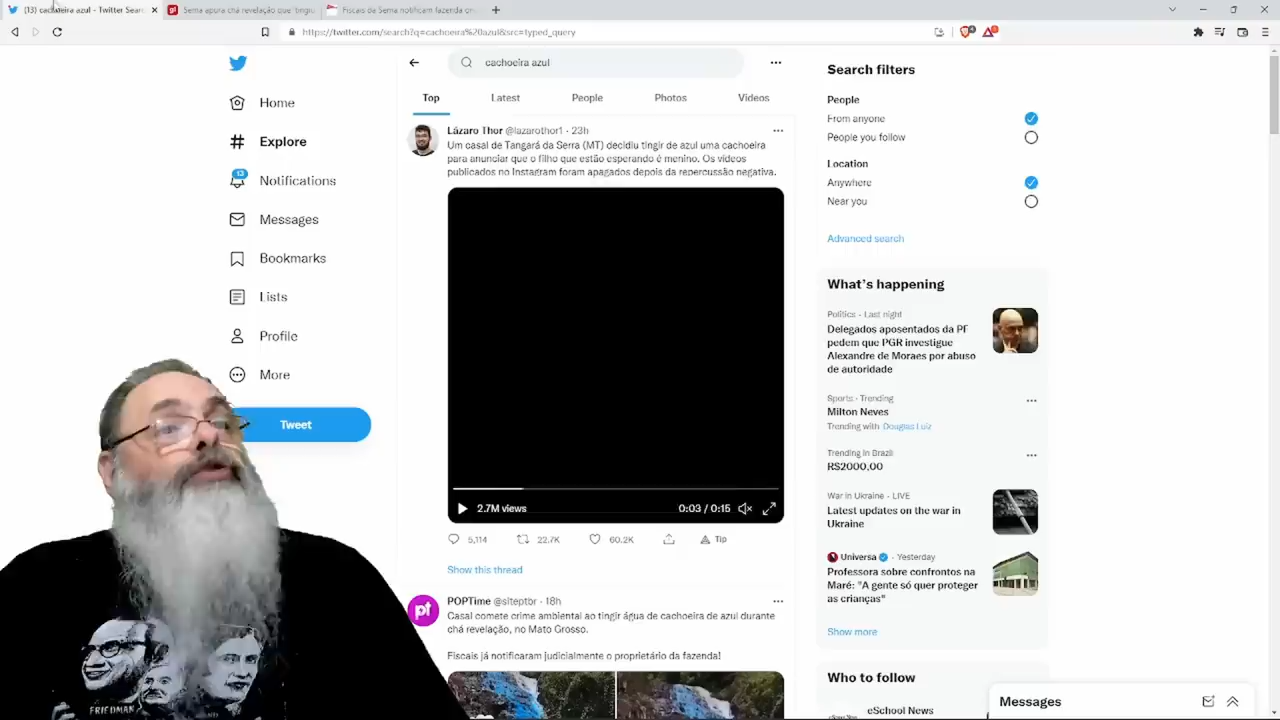 (13) cachoeira azul - Twitter Sear
Sema apura chá revelação que 'tingiu
Fiscais da Sema notificam fazenda on
https://twitter.com/search?q=cachoeira%20azul&src=typed_query
cachoeira azul
Top
Latest
People
Photos
Videos
Home
Explore
13
Notifications
Messages
Bookmarks
Lists
Profile
More
Tweet
Lázaro Thor @lazarothor1 · 23h
Um casal de Tangará da Serra (MT) decidiu tingir de azul uma cachoeira
para anunciar que o filho que estão esperando é menino. Os vídeos
publicados no Instagram foram apagados depois da repercussão negativa.
2.7M views
0:03 / 0:15
5,114
22.7K
60.2K
Tip
Show this thread
POPTime @siteptbr · 18h
Casal comete crime ambiental ao tingir água de cachoeira de azul durante
chá revelação, no Mato Grosso.
Fiscais já notificaram judicialmente o proprietário da fazenda!
Search filters
People
From anyone
People you follow
Location
Anywhere
Near you
Advanced search
What's happening
Politics · Last night
Delegados aposentados da PF
pedem que PGR investigue
Alexandre de Moraes por abuso
de autoridade
Sports · Trending
Milton Neves
Trending with Douglas Luiz
Trending in Brazil
R$2000,00
War in Ukraine · LIVE
Latest updates on the war in
Ukraine
Universa · Yesterday
Professora sobre confrontos na
Maré: "A gente só quer proteger
as crianças"
Show more
Who to follow
eSchool News
Messages
FRIEDMAN